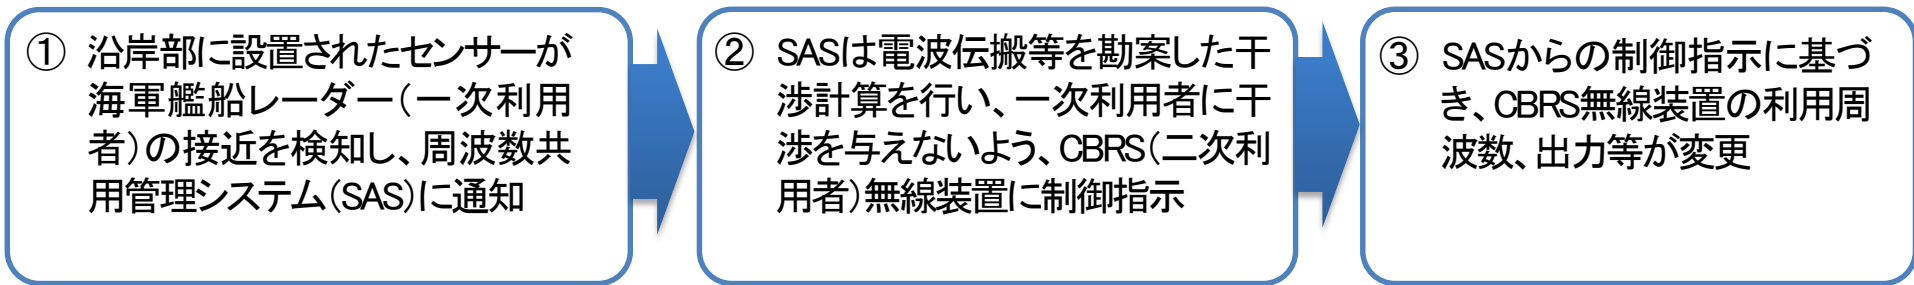 ① 沿岸部に設置されたセンサーが
海軍艦船レーダー(一次利用
者)の接近を検知し、周波数共
用管理システム(SAS)に通知
② SASは電波伝搬等を勘案した干
渉計算を行い、一次利用者に干
渉を与えないよう、CBRS(二次利
用者)無線装置に制御指示
③ SASからの制御指示に基づ
き、CBRS無線装置の利用周
波数、出力等が変更